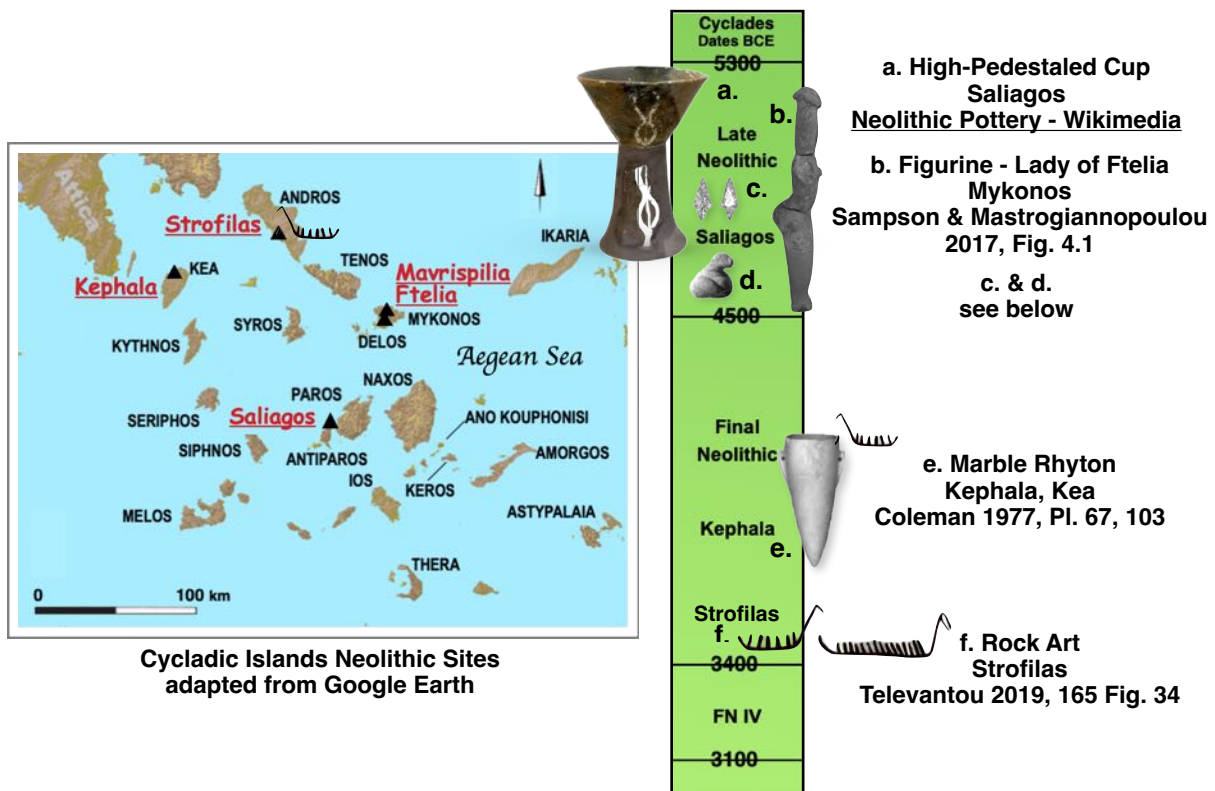 Attica
ANDROS
Strofilas
TENOS
IKARIA
KEA
Kephala
Mavrispilia
Ftelia
MYKONOS
SYROS
DELOS
KYTHNOS
Aegean Sea
NAXOS
PAROS
SERIPHOS
Saliagos
ANO KOUPHONISI
SIPHNOS
ANTIPAROS
AMORGOS
IOS
KEROS
MELOS
ASTYPALAIA
THERA
0 100 km
Cycladic Islands Neolithic Sites
adapted from Google Earth
Cyclades
Dates BCE
5300
a.
b.
Late
Neolithic
c.
Saliagos
d.
4500
Final
Neolithic
Kephala
e.
Strofilas
f.
3400
FN IV
3100
a. High-Pedestaled Cup
Saliagos
Neolithic Pottery - Wikimedia
b. Figurine - Lady of Ftelia
Mykonos
Sampson & Mastrogiannopoulou
2017, Fig. 4.1
c. & d.
see below
e. Marble Rhyton
Kephala, Kea
Coleman 1977, Pl. 67, 103
f. Rock Art
Strofilas
Televantou 2019, 165 Fig. 34